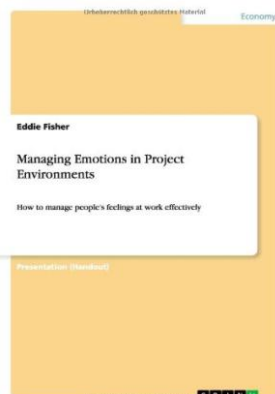 Urheberrechtlich geschütztes Material
Economy
Eddie Fisher
Managing Emotions in Project
Environments
How to manage people's feelings at work effectively
Presentation (Handout)
GRIN